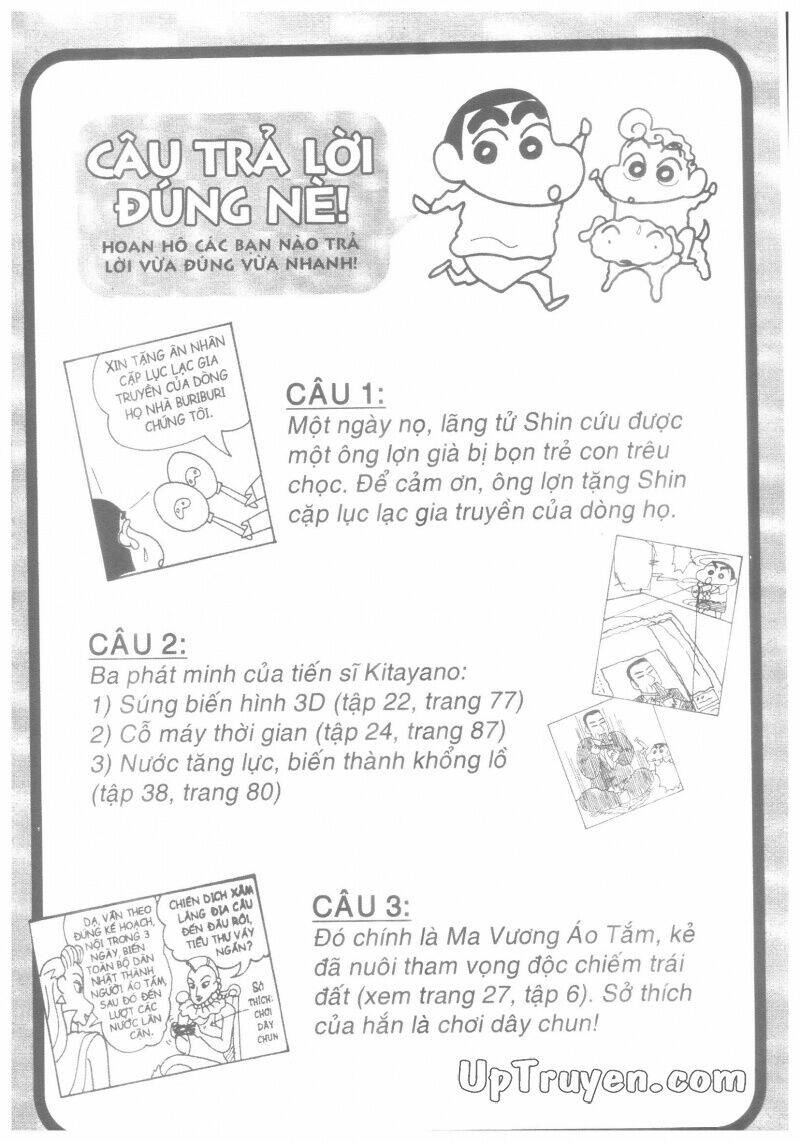 CÂU TRẢ LỜI
ĐÚNG NÈ!
HOAN HÔ CÁC BẠN NÀO TRẢ
LỜI VỪA ĐÚNG VỪA NHANH!
XIN TẶNG ÂN NHÂN
CẶP LỤC LẠC GIA
TRUYỀN CỦA DÒNG
HỌ NHÀ BURIBURI
CHÚNG TÔI.
CÂU 1:
Một ngày nọ, lãng tử Shin cứu được
một ông lợn già bị bọn trẻ con trêu
chọc. Để cảm ơn, ông lợn tặng Shin
cặp lục lạc gia truyền của dòng họ.
CÂU 2:
Ba phát minh của tiến sĩ Kitayano:
1) Súng biến hình 3D (tập 22, trang 77)
2) Cỗ máy thời gian (tập 24, trang 87)
3) Nước tăng lực, biến thành khổng lồ
(tập 38, trang 80)
CHIẾN DỊCH XÂM
LĂNG ĐỊA CẦU
ĐẾN ĐÂU RỒI,
TIỂU THƯ VÁY
NGẮN?
DẠ, VẪN THEO
ĐÚNG KẾ HOẠCH,
NỘI TRONG 3
NGÀY, BIẾN
TOÀN BỘ DÂN
NHẬT THÀNH
NGƯỜI ÁO TẮM,
SAU ĐÓ ĐẾN
LƯỢT CÁC
NƯỚC LÂN
CẬN.
SỞ
THÍCH:
CHƠI
DÂY
CHUN
CÂU 3:
Đó chính là Ma Vương Áo Tắm, kẻ
đã nuôi tham vọng độc chiếm trái
đất (xem trang 27, tập 6). Sở thích
của hắn là chơi dây chun!
UpTruyen.com